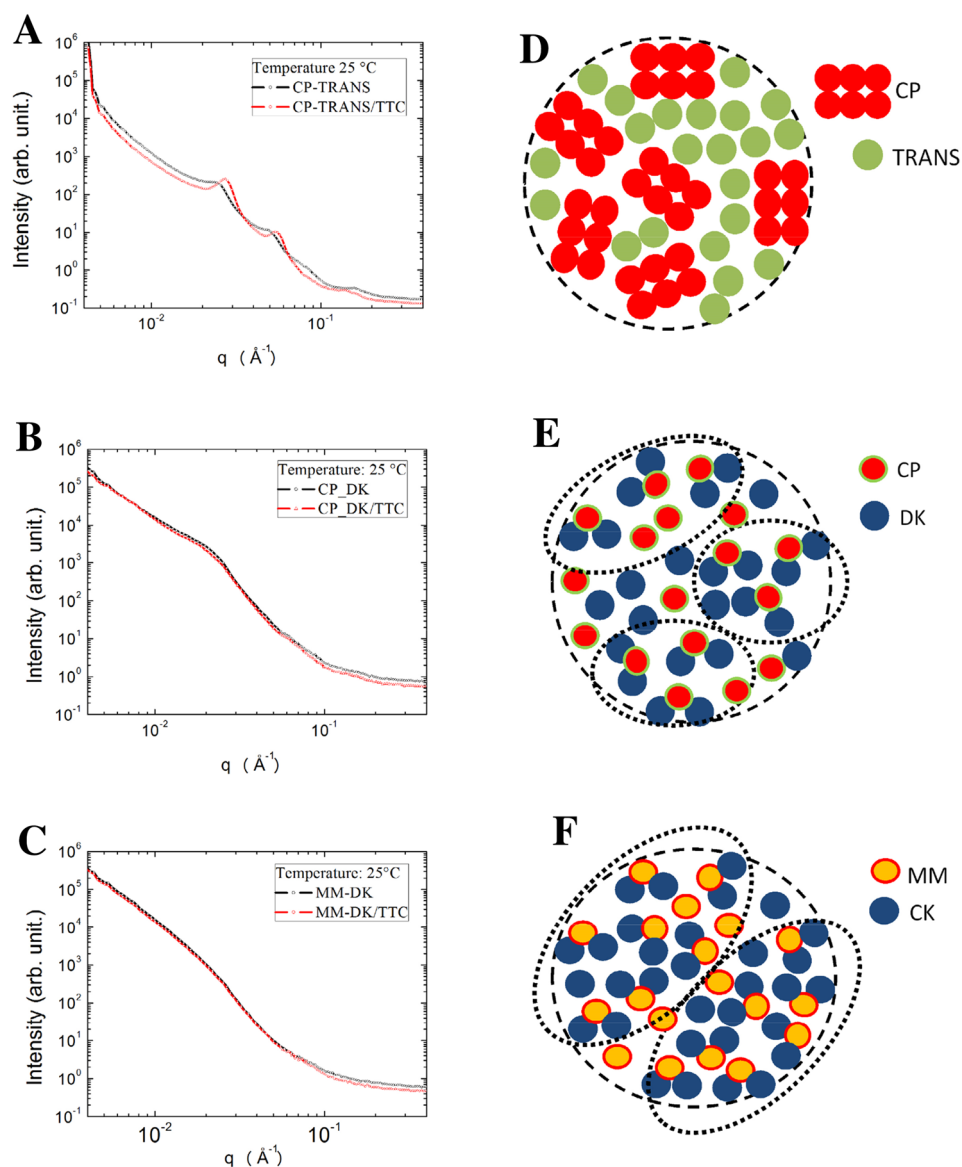 A
Intensity (arb. unit.)
10^6
10^5
10^4
10^3
10^2
10^1
10^0
10^-1
Temperature 25 °C
CP-TRANS
CP-TRANS/TTC
10^-2
10^-1
q (Å^-1)
D
CP
TRANS
B
Intensity (arb. unit.)
10^6
10^5
10^4
10^3
10^2
10^1
10^0
10^-1
Temperature: 25 °C
CP_DK
CP_DK/TTC
10^-2
10^-1
q (Å^-1)
E
CP
DK
C
Intensity (arb. unit.)
10^6
10^5
10^4
10^3
10^2
10^1
10^0
10^-1
Temperature: 25°C
MM-DK
MM-DK/TTC
10^-2
10^-1
q (Å^-1)
F
MM
CK